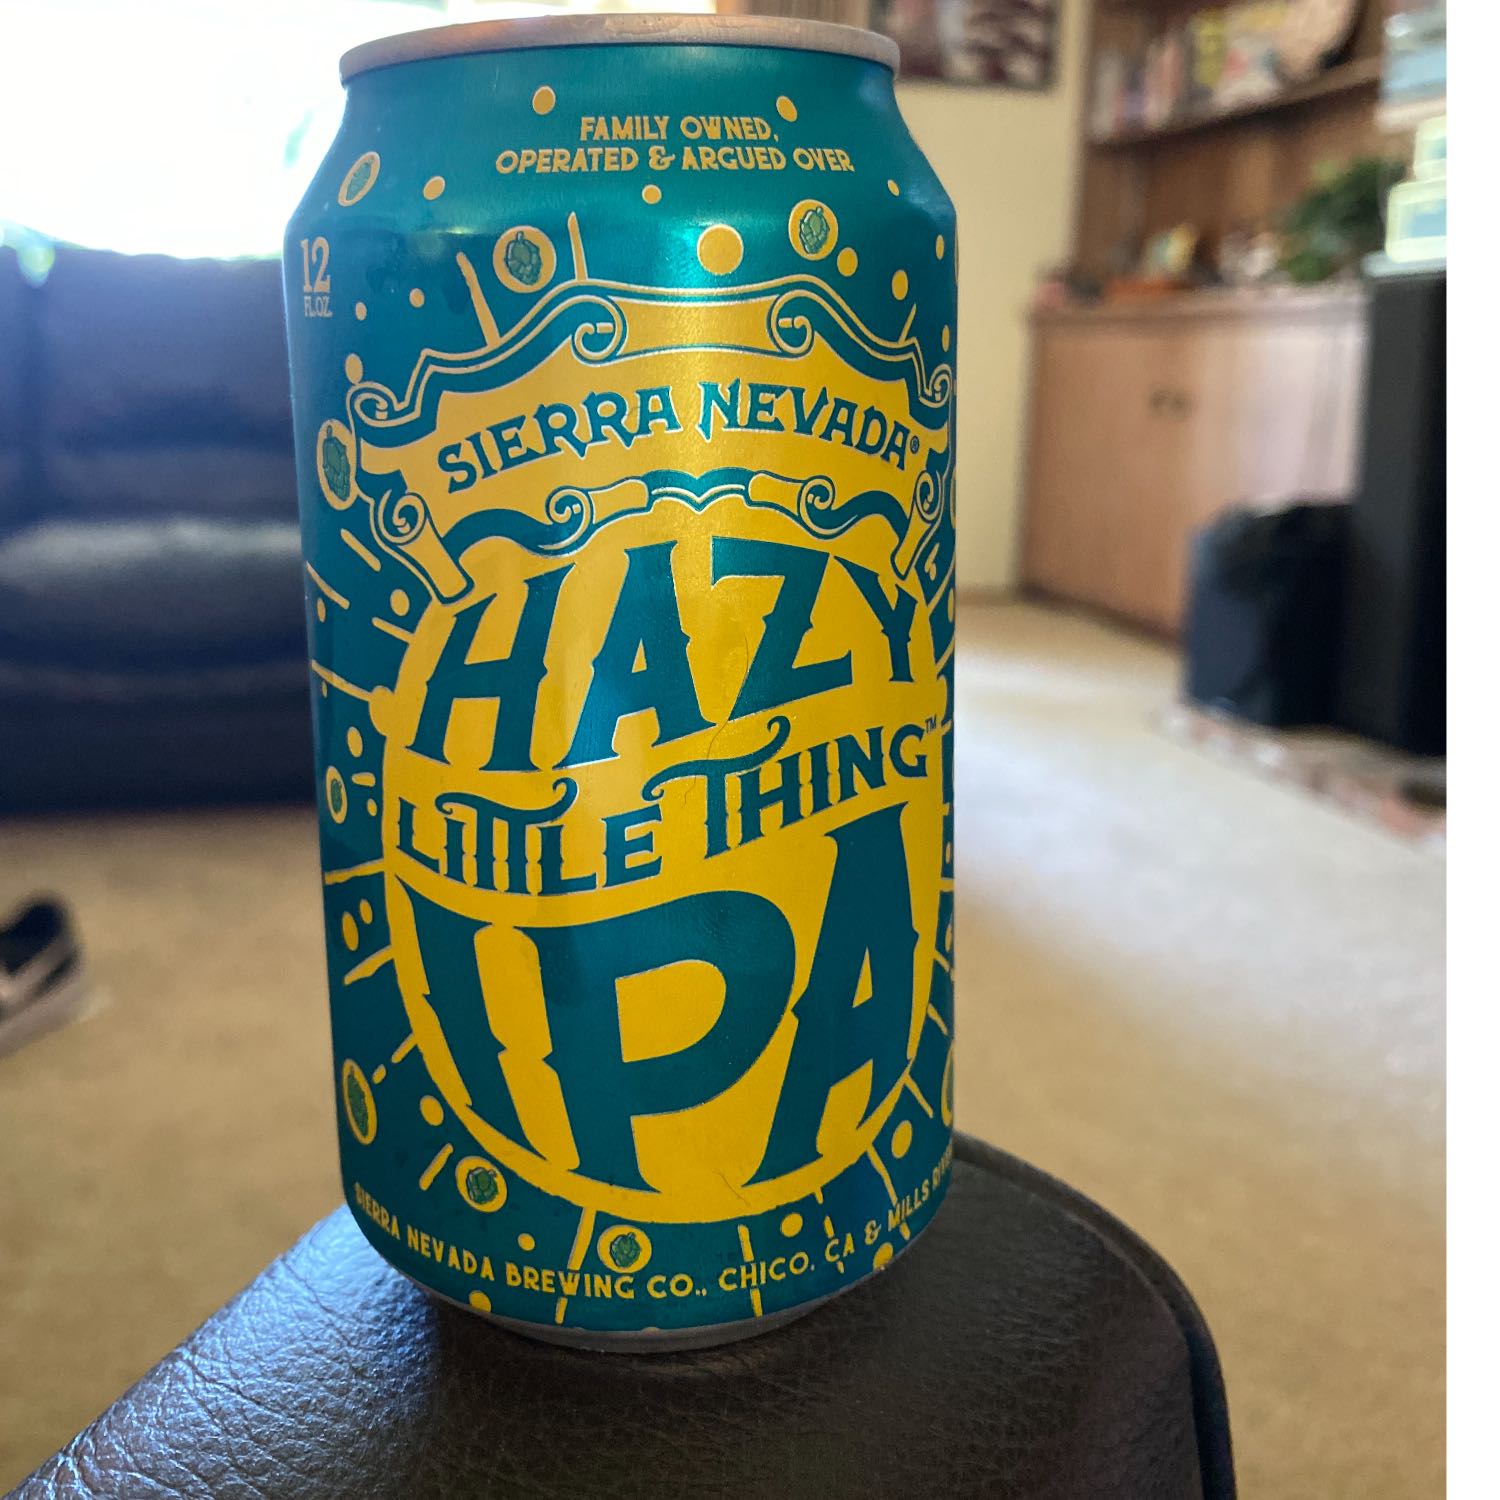 FAMILY OWNED,
OPERATED & ARGUED OVER
12
FL.OZ.
SIERRA NEVADA®
HAZY
LITTLE THING™
IPA
SIERRA NEVADA BREWING CO., CHICO, CA & MILLS